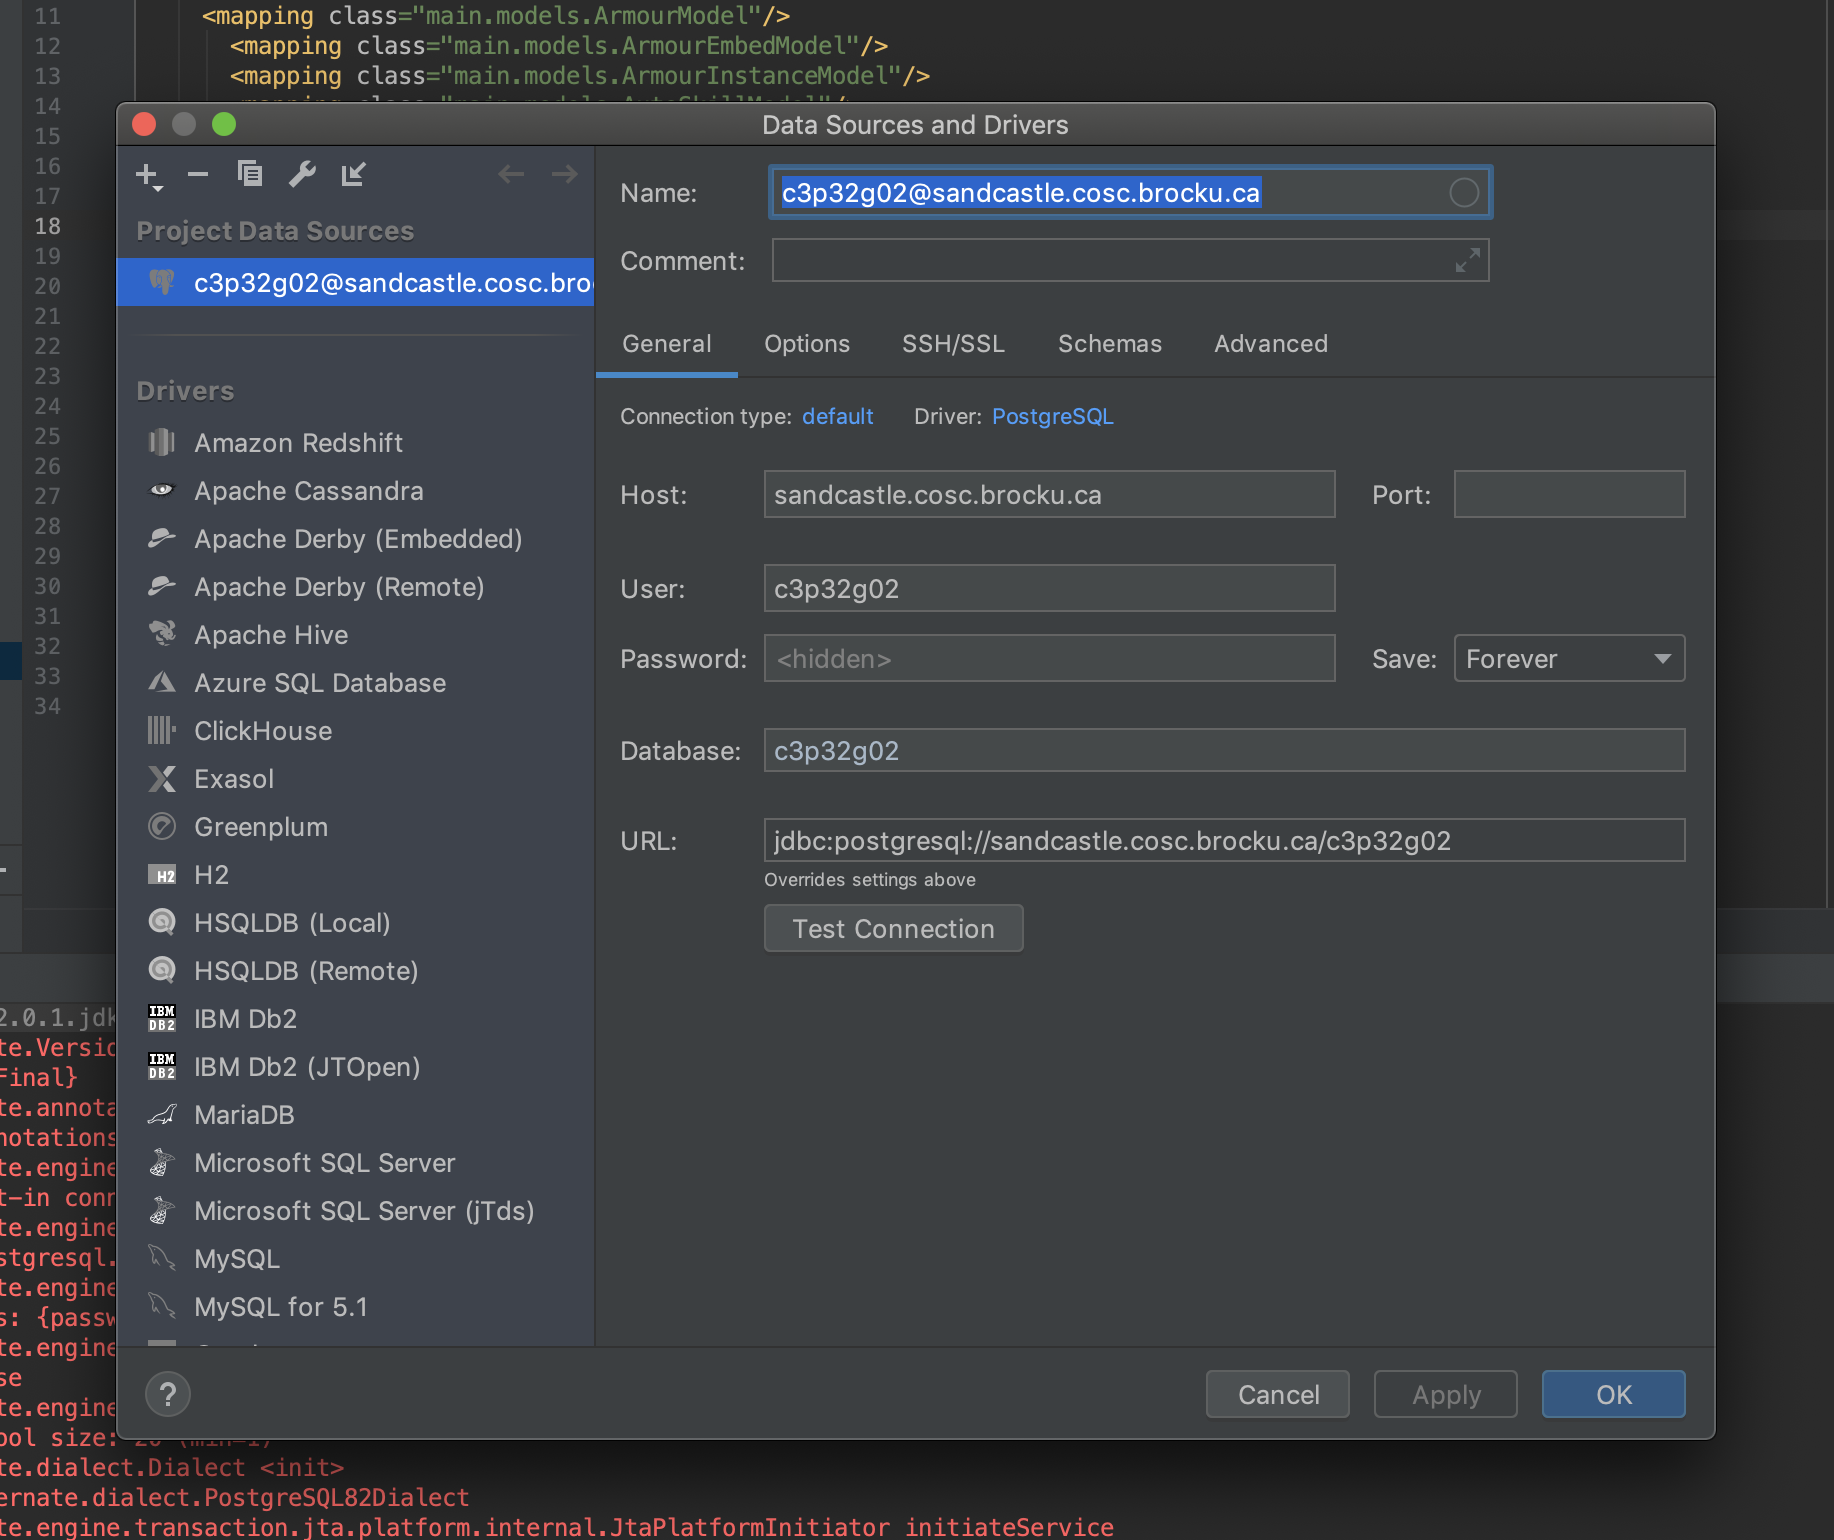 11 <mapping class="main.models.ArmourModel"/>
12 <mapping class="main.models.ArmourEmbedModel"/>
13 <mapping class="main.models.ArmourInstanceModel"/>
14
15
16
17
18
19
20
21
22
23
24
25
26
27
28
29
30
31
32
33
34
Data Sources and Drivers
Project Data Sources
c3p32g02@sandcastle.cosc.bro
Drivers
Amazon Redshift
Apache Cassandra
Apache Derby (Embedded)
Apache Derby (Remote)
Apache Hive
Azure SQL Database
ClickHouse
Exasol
Greenplum
H2 H2
HSQLDB (Local)
HSQLDB (Remote)
IBM DB2 IBM Db2
IBM DB2 IBM Db2 (JTOpen)
MariaDB
Microsoft SQL Server
Microsoft SQL Server (jTds)
MySQL
MySQL for 5.1
Name: c3p32g02@sandcastle.cosc.brocku.ca
Comment:
General Options SSH/SSL Schemas Advanced
Connection type: default Driver: PostgreSQL
Host: sandcastle.cosc.brocku.ca Port:
User: c3p32g02
Password: <hidden> Save: Forever
Database: c3p32g02
URL: jdbc:postgresql://sandcastle.cosc.brocku.ca/c3p32g02
Overrides settings above
Test Connection
? Cancel Apply OK
2.0.1.jdk
te.Versio
Final}
te.annota
notations
te.engine
t-in conn
te.engine
stgresql.
te.engine
s: {passw
te.engine
se
te.engine
ool size: 20 (min=1)
te.dialect.Dialect <init>
ernate.dialect.PostgreSQL82Dialect
te.engine.transaction.jta.platform.internal.JtaPlatformInitiator initiateService